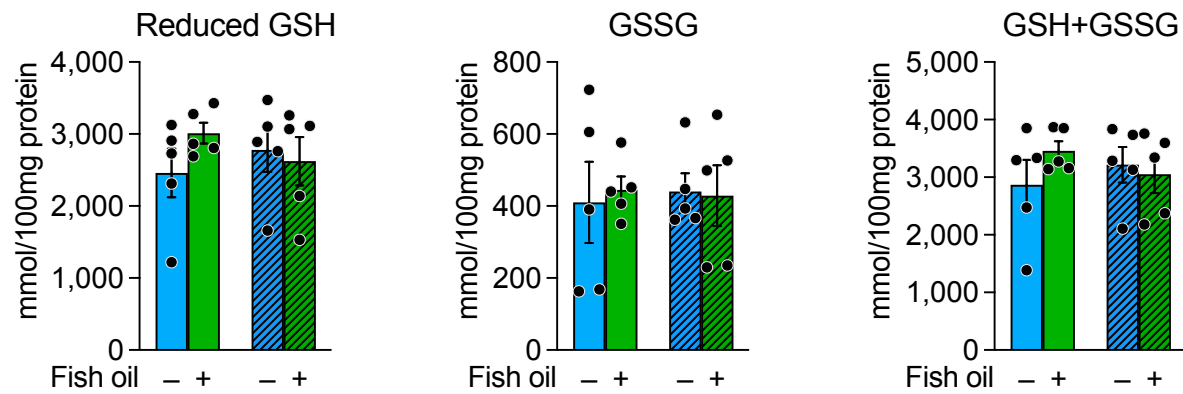 Reduced GSH
mmol/100mg protein
4,000
3,000
2,000
1,000
0
Fish oil – + – +
GSSG
mmol/100mg protein
800
600
400
200
0
Fish oil – + – +
GSH+GSSG
mmol/100mg protein
5,000
4,000
3,000
2,000
1,000
0
Fish oil – + – +